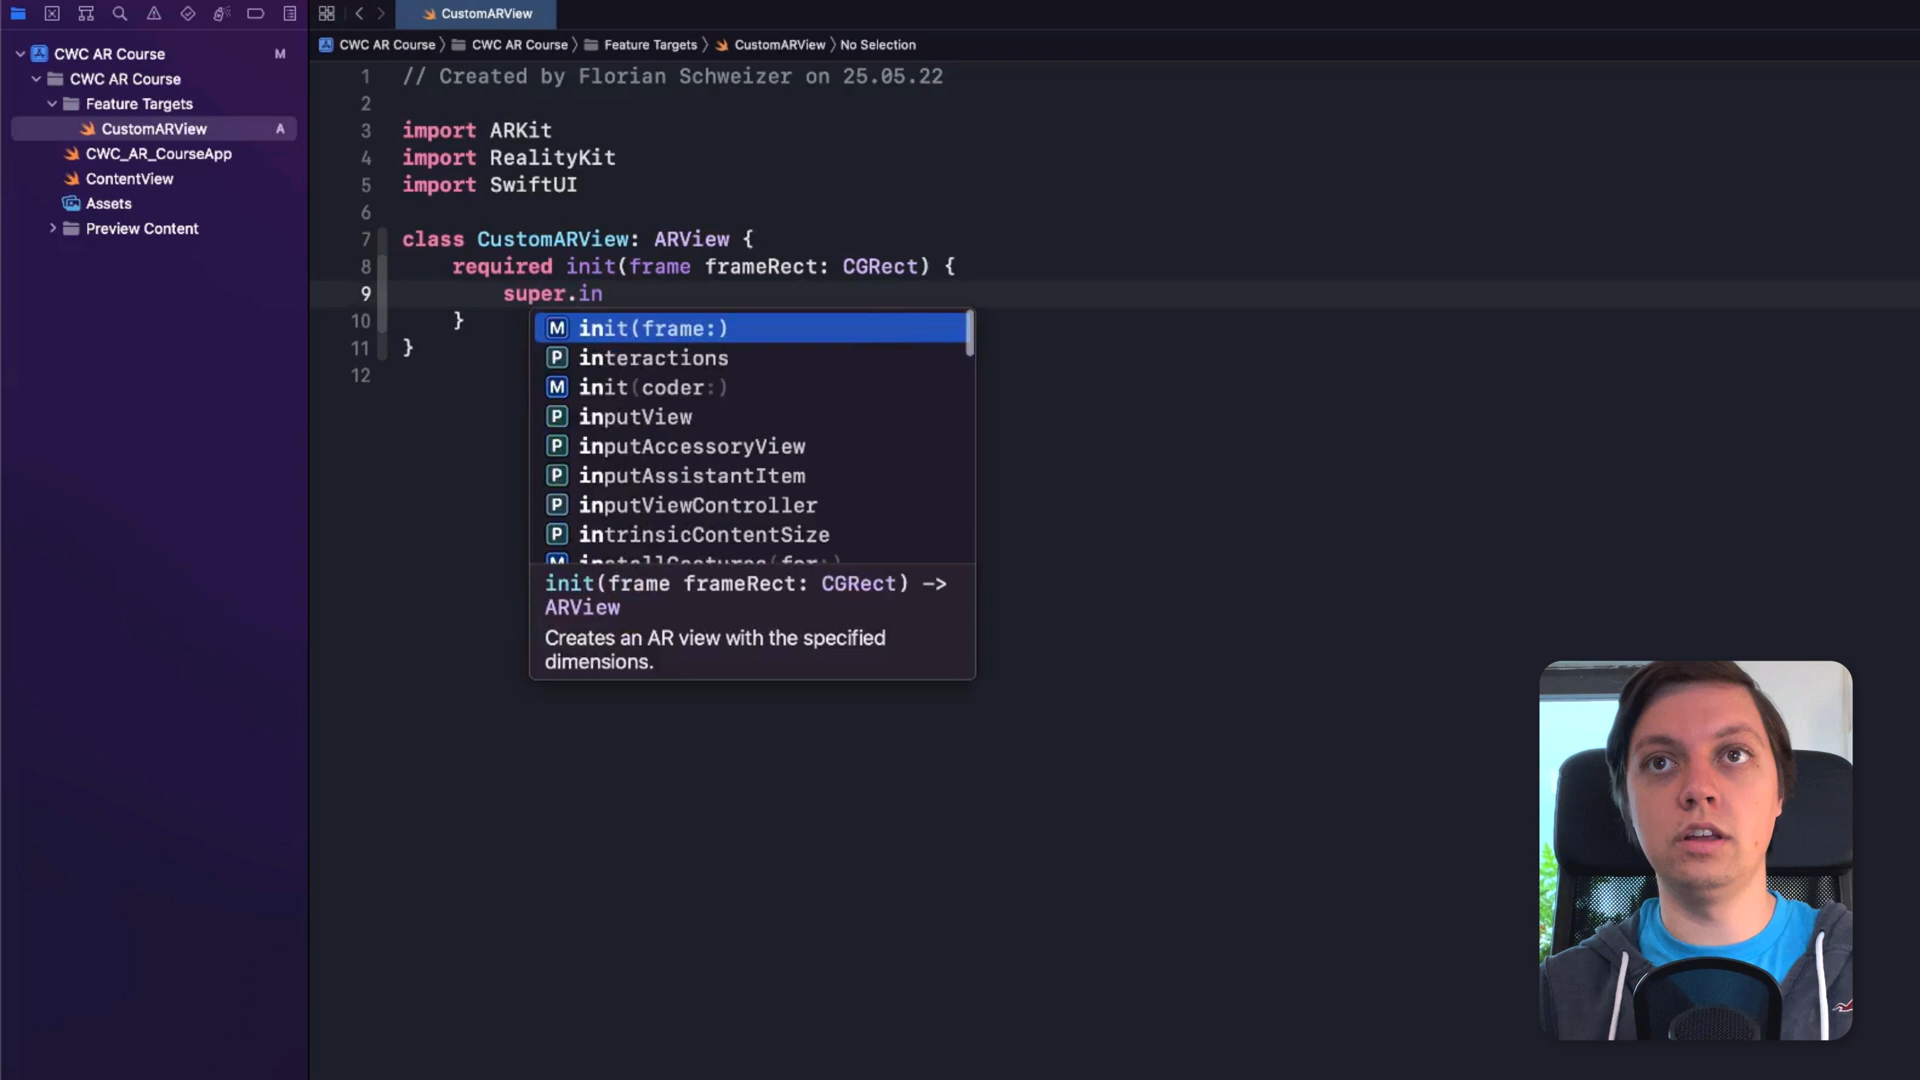 CustomARView
CWC AR Course
M
CWC AR Course
Feature Targets
CustomARView
A
CWC_AR_CourseApp
ContentView
Assets
Preview Content
CWC AR Course 〉 CWC AR Course 〉 Feature Targets 〉 CustomARView 〉 No Selection
1 // Created by Florian Schweizer on 25.05.22
2
3 import ARKit
4 import RealityKit
5 import SwiftUI
6
7 class CustomARView: ARView {
8 required init(frame frameRect: CGRect) {
9 super.in
10 }
11 }
12
M init(frame:)
P interactions
M init(coder:)
P inputView
P inputAccessoryView
P inputAssistantItem
P inputViewController
P intrinsicContentSize
M installGestures(for:)
init(frame frameRect: CGRect) ->
ARView
Creates an AR view with the specified
dimensions.